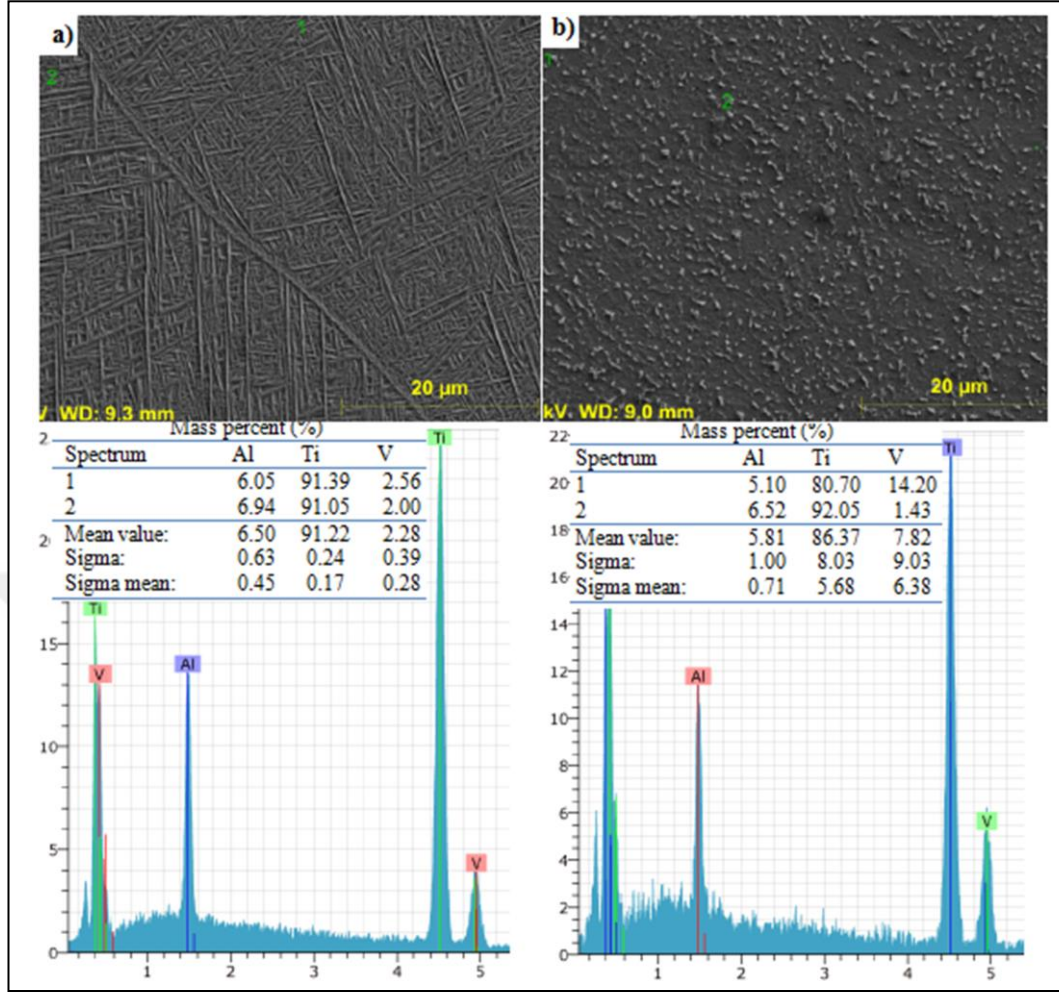 a)
1
2
V WD: 9.3 mm
20 µm
b)
1
2
kV WD: 9.0 mm
20 µm
Mass percent (%)
Spectrum Al Ti V
1 6.05 91.39 2.56
2 6.94 91.05 2.00
Mean value: 6.50 91.22 2.28
Sigma: 0.63 0.24 0.39
Sigma mean: 0.45 0.17 0.28
Ti
Ti
V
Al
V
2
2
15
10
5
0
1 2 3 4 5
Mass percent (%)
Spectrum Al Ti V
1 5.10 80.70 14.20
2 6.52 92.05 1.43
Mean value: 5.81 86.37 7.82
Sigma: 1.00 8.03 9.03
Sigma mean: 0.71 5.68 6.38
Ti
Al
V
22
20
18
16
14
12
10
8
6
4
2
0
1 2 3 4 5